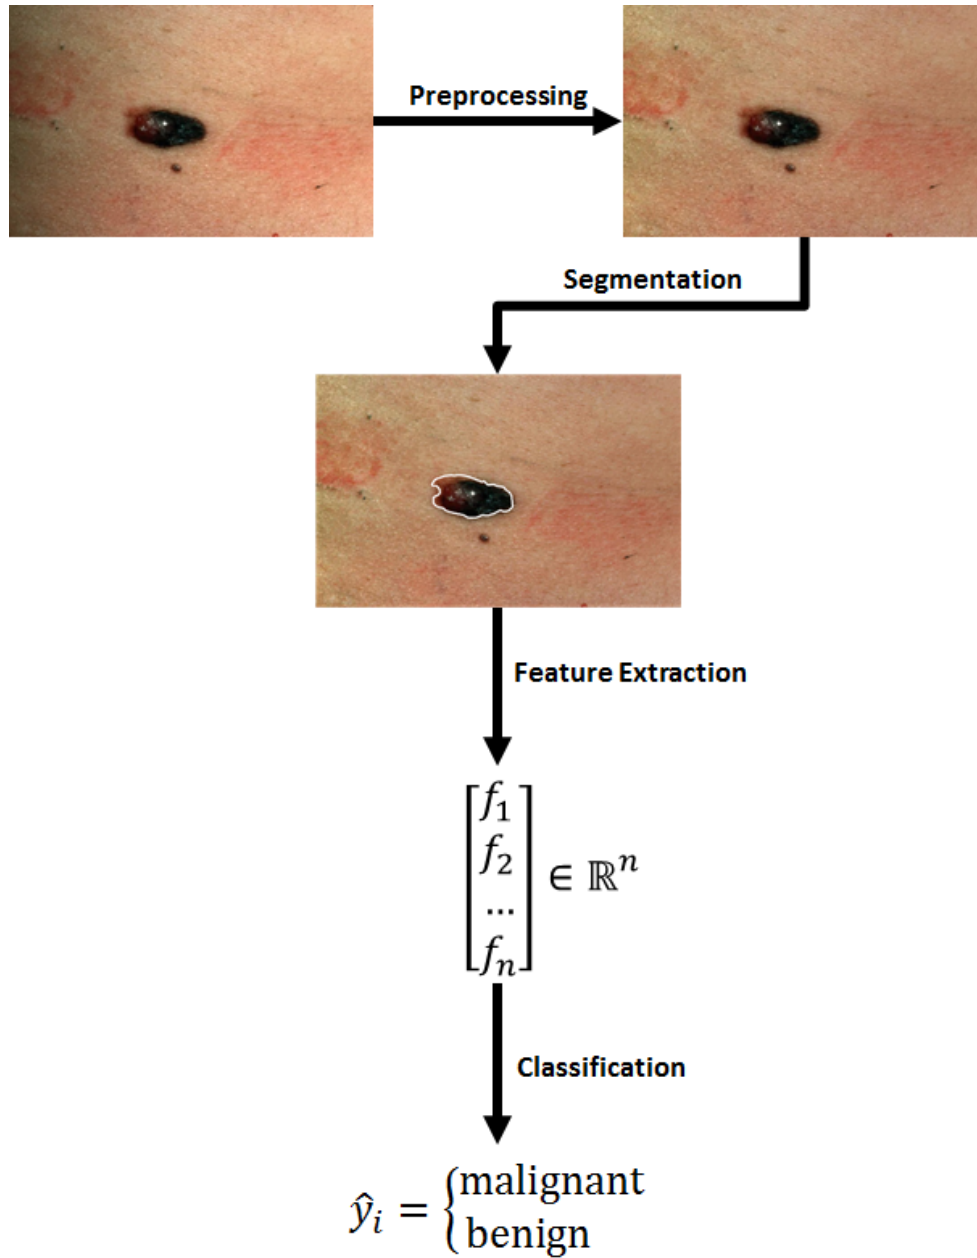 Preprocessing
Segmentation
Feature Extraction
[f₁
f₂
...
fₙ] ∈ ℝⁿ
Classification
ŷᵢ = {malignant
benign